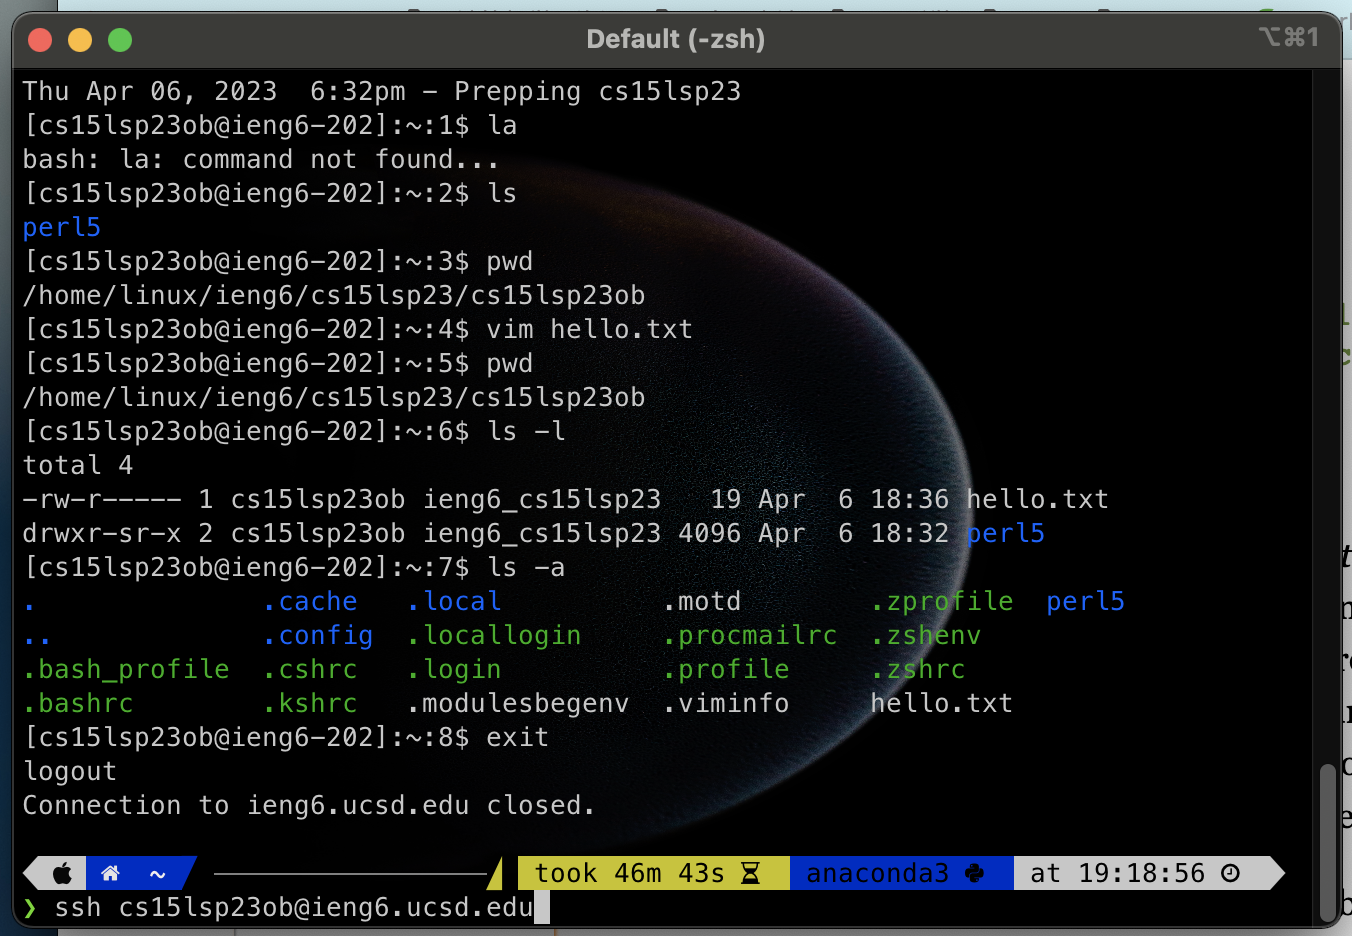 Default (-zsh)
⌥⌘1
Thu Apr 06, 2023  6:32pm - Prepping cs15lsp23
[cs15lsp23ob@ieng6-202]:~:1$ la
bash: la: command not found...
[cs15lsp23ob@ieng6-202]:~:2$ ls
perl5
[cs15lsp23ob@ieng6-202]:~:3$ pwd
/home/linux/ieng6/cs15lsp23/cs15lsp23ob
[cs15lsp23ob@ieng6-202]:~:4$ vim hello.txt
[cs15lsp23ob@ieng6-202]:~:5$ pwd
/home/linux/ieng6/cs15lsp23/cs15lsp23ob
[cs15lsp23ob@ieng6-202]:~:6$ ls -l
total 4
-rw-r----- 1 cs15lsp23ob ieng6_cs15lsp23   19 Apr  6 18:36 hello.txt
drwxr-sr-x 2 cs15lsp23ob ieng6_cs15lsp23 4096 Apr  6 18:32 perl5
[cs15lsp23ob@ieng6-202]:~:7$ ls -a
.              .cache   .local          .motd        .zprofile  perl5
..             .config  .locallogin     .procmailrc  .zshenv
.bash_profile  .cshrc   .login          .profile     .zshrc
.bashrc        .kshrc   .modulesbegenv  .viminfo     hello.txt
[cs15lsp23ob@ieng6-202]:~:8$ exit
logout
Connection to ieng6.ucsd.edu closed.
~ took 46m 43s anaconda3 at 19:18:56
❯ ssh cs15lsp23ob@ieng6.ucsd.edu